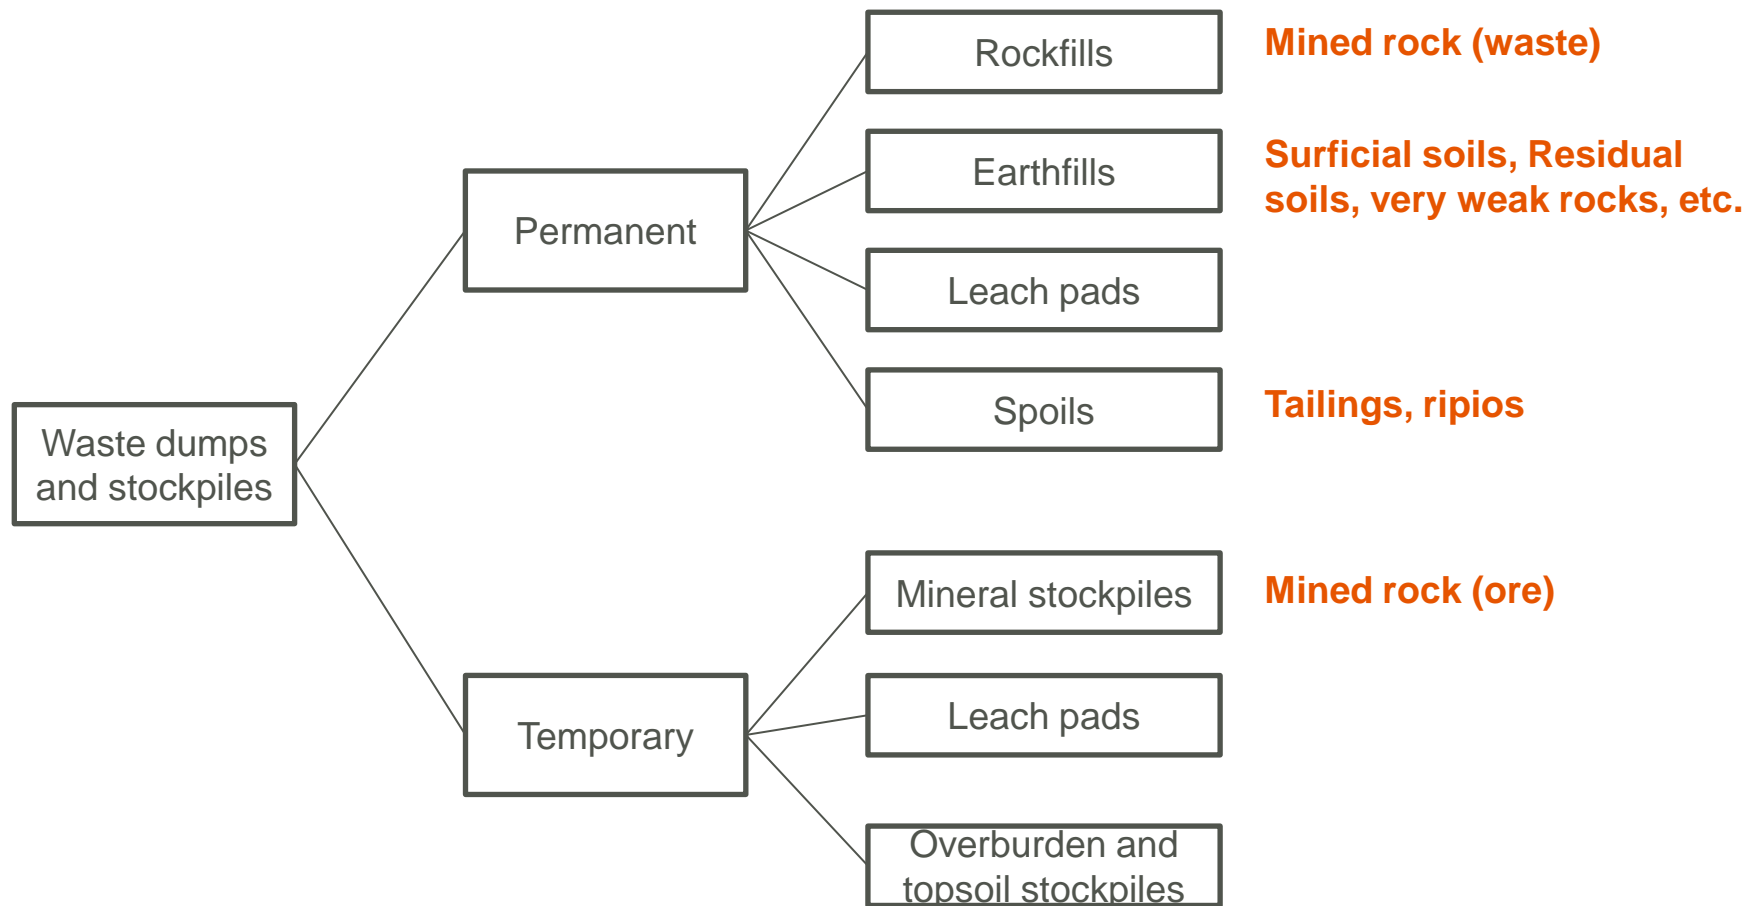 Rockfills
Mined rock (waste)
Earthfills
Surficial soils, Residual
soils, very weak rocks, etc.
Permanent
Leach pads
Spoils
Tailings, ripios
Waste dumps
and stockpiles
Mineral stockpiles
Mined rock (ore)
Temporary
Leach pads
Overburden and
topsoil stockpiles